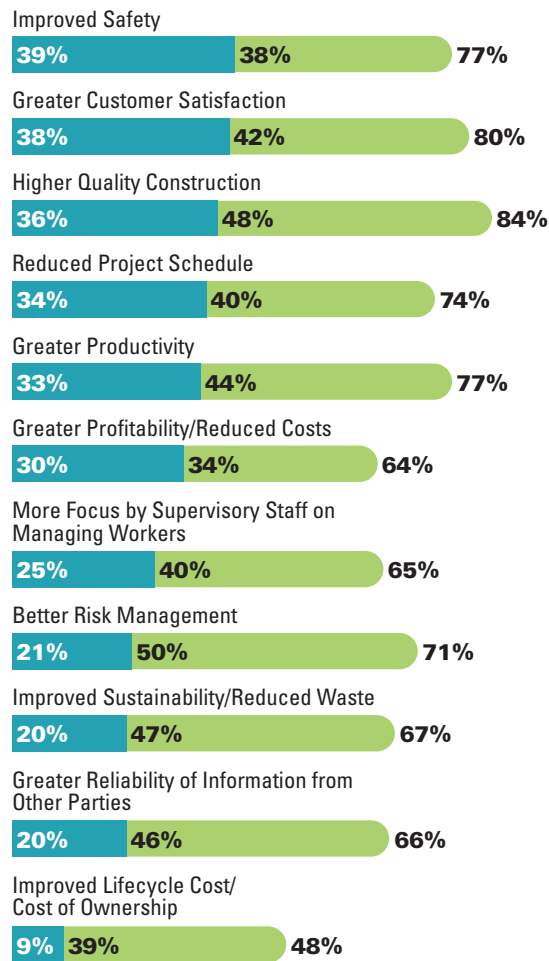 Improved Safety
39% 38% 77%
Greater Customer Satisfaction
38% 42% 80%
Higher Quality Construction
36% 48% 84%
Reduced Project Schedule
34% 40% 74%
Greater Productivity
33% 44% 77%
Greater Profitability/Reduced Costs
30% 34% 64%
More Focus by Supervisory Staff on
Managing Workers
25% 40% 65%
Better Risk Management
21% 50% 71%
Improved Sustainability/Reduced Waste
20% 47% 67%
Greater Reliability of Information from
Other Parties
20% 46% 66%
Improved Lifecycle Cost/
Cost of Ownership
9% 39% 48%